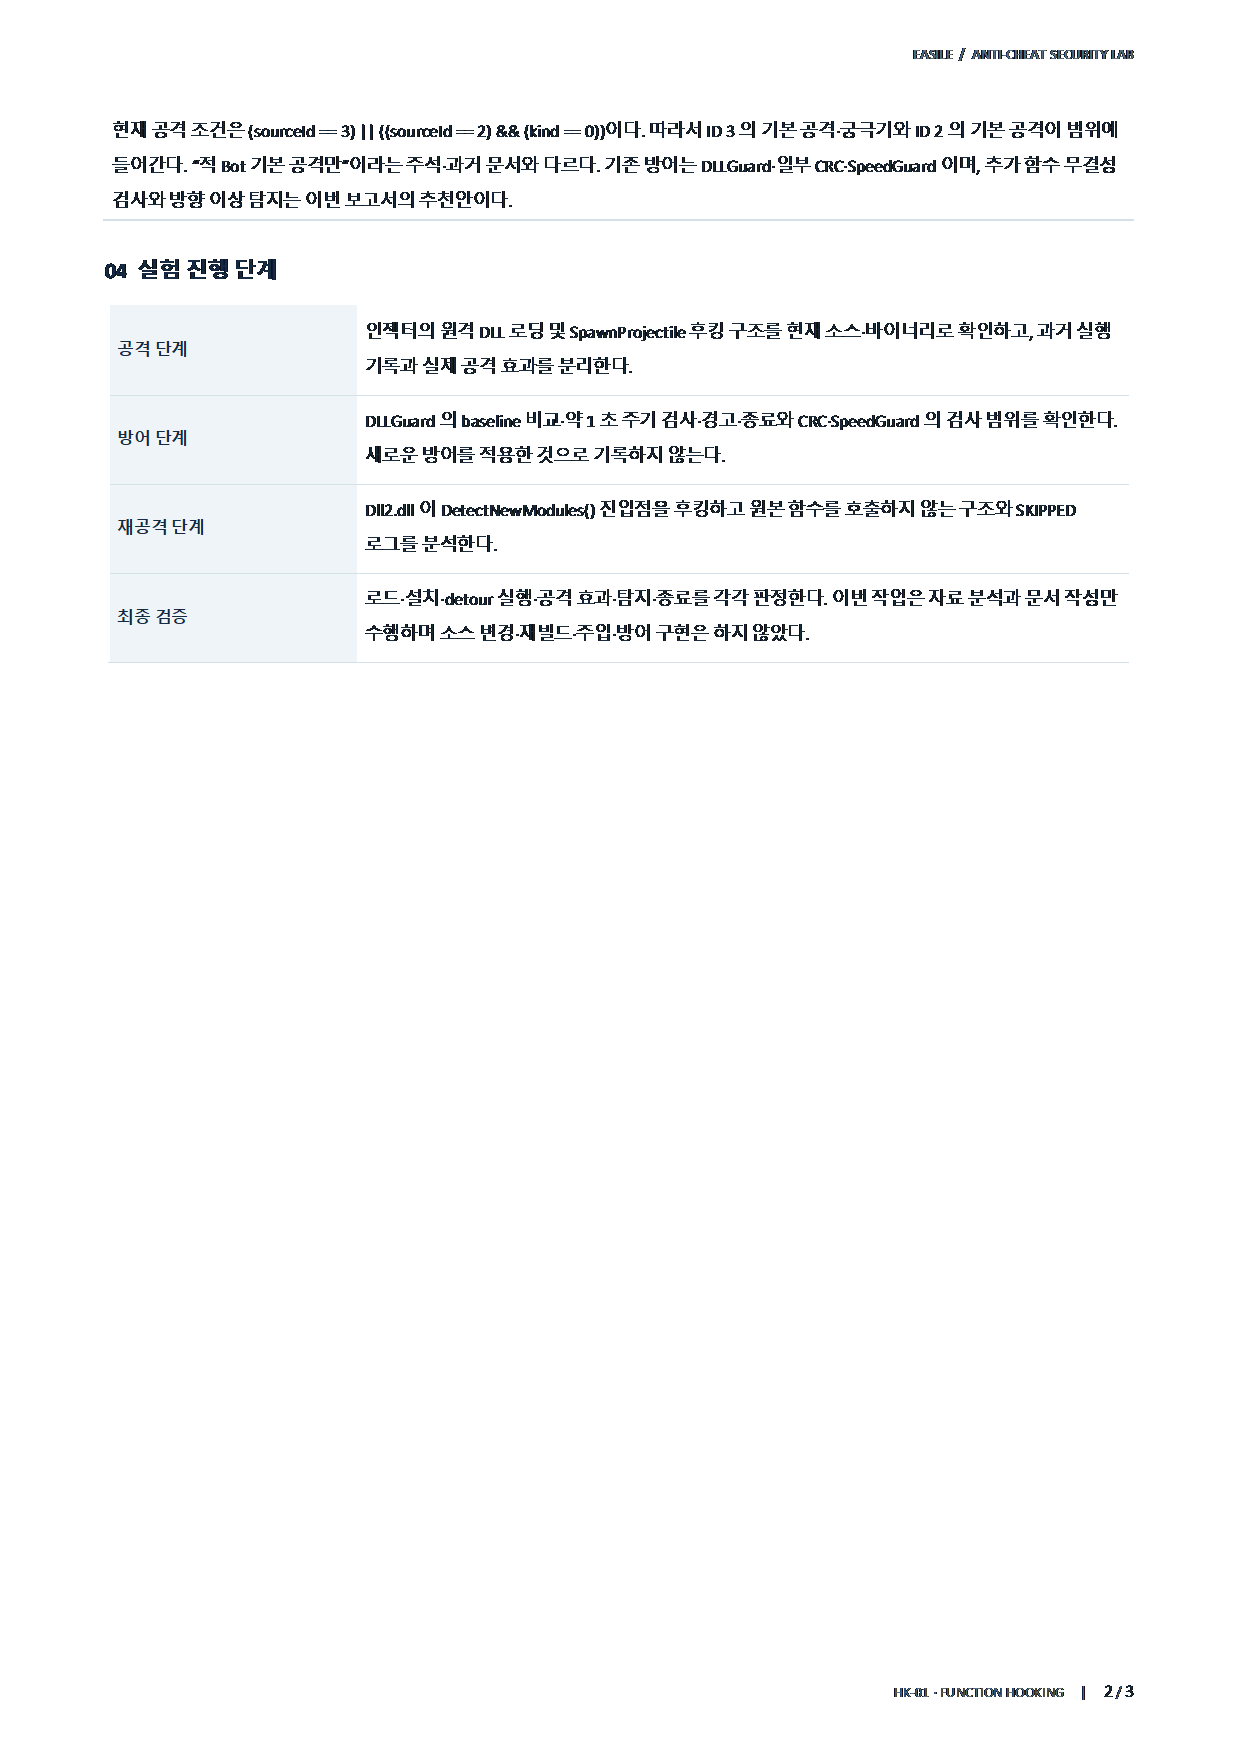 EASILE / ANTI-CHEAT SECURITY LAB
현재 공격 조건은 (sourceId == 3) || ((sourceId == 2) && (kind == 0))이다. 따라서 ID 3 의 기본 공격·궁극기와 ID 2 의 기본 공격이 범위에
들어간다. “적 Bot 기본 공격만”이라는 주석·과거 문서와 다르다. 기존 방어는 DLLGuard·일부 CRC·SpeedGuard 이며, 추가 함수 무결성
검사와 방향 이상 탐지는 이번 보고서의 추천안이다.
04 실험 진행 단계
공격 단계
인젝터의 원격 DLL 로딩 및 SpawnProjectile 후킹 구조를 현재 소스·바이너리로 확인하고, 과거 실행
기록과 실제 공격 효과를 분리한다.
방어 단계
DLLGuard 의 baseline 비교·약 1 초 주기 검사·경고·종료와 CRC·SpeedGuard 의 검사 범위를 확인한다.
새로운 방어를 적용한 것으로 기록하지 않는다.
재공격 단계
Dll2.dll 이 DetectNewModules() 진입점을 후킹하고 원본 함수를 호출하지 않는 구조와 SKIPPED
로그를 분석한다.
최종 검증
로드·설치·detour 실행·공격 효과·탐지·종료를 각각 판정한다. 이번 작업은 자료 분석과 문서 작성만
수행하며 소스 변경·재빌드·주입·방어 구현은 하지 않았다.
HK-01 · FUNCTION HOOKING | 2 / 3